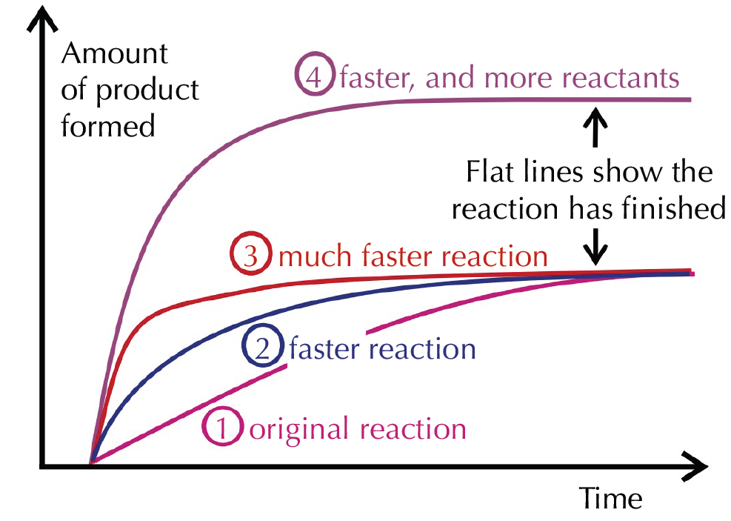 Amount
of product
formed
④ faster, and more reactants
Flat lines show the
reaction has finished
③ much faster reaction
② faster reaction
① original reaction
Time